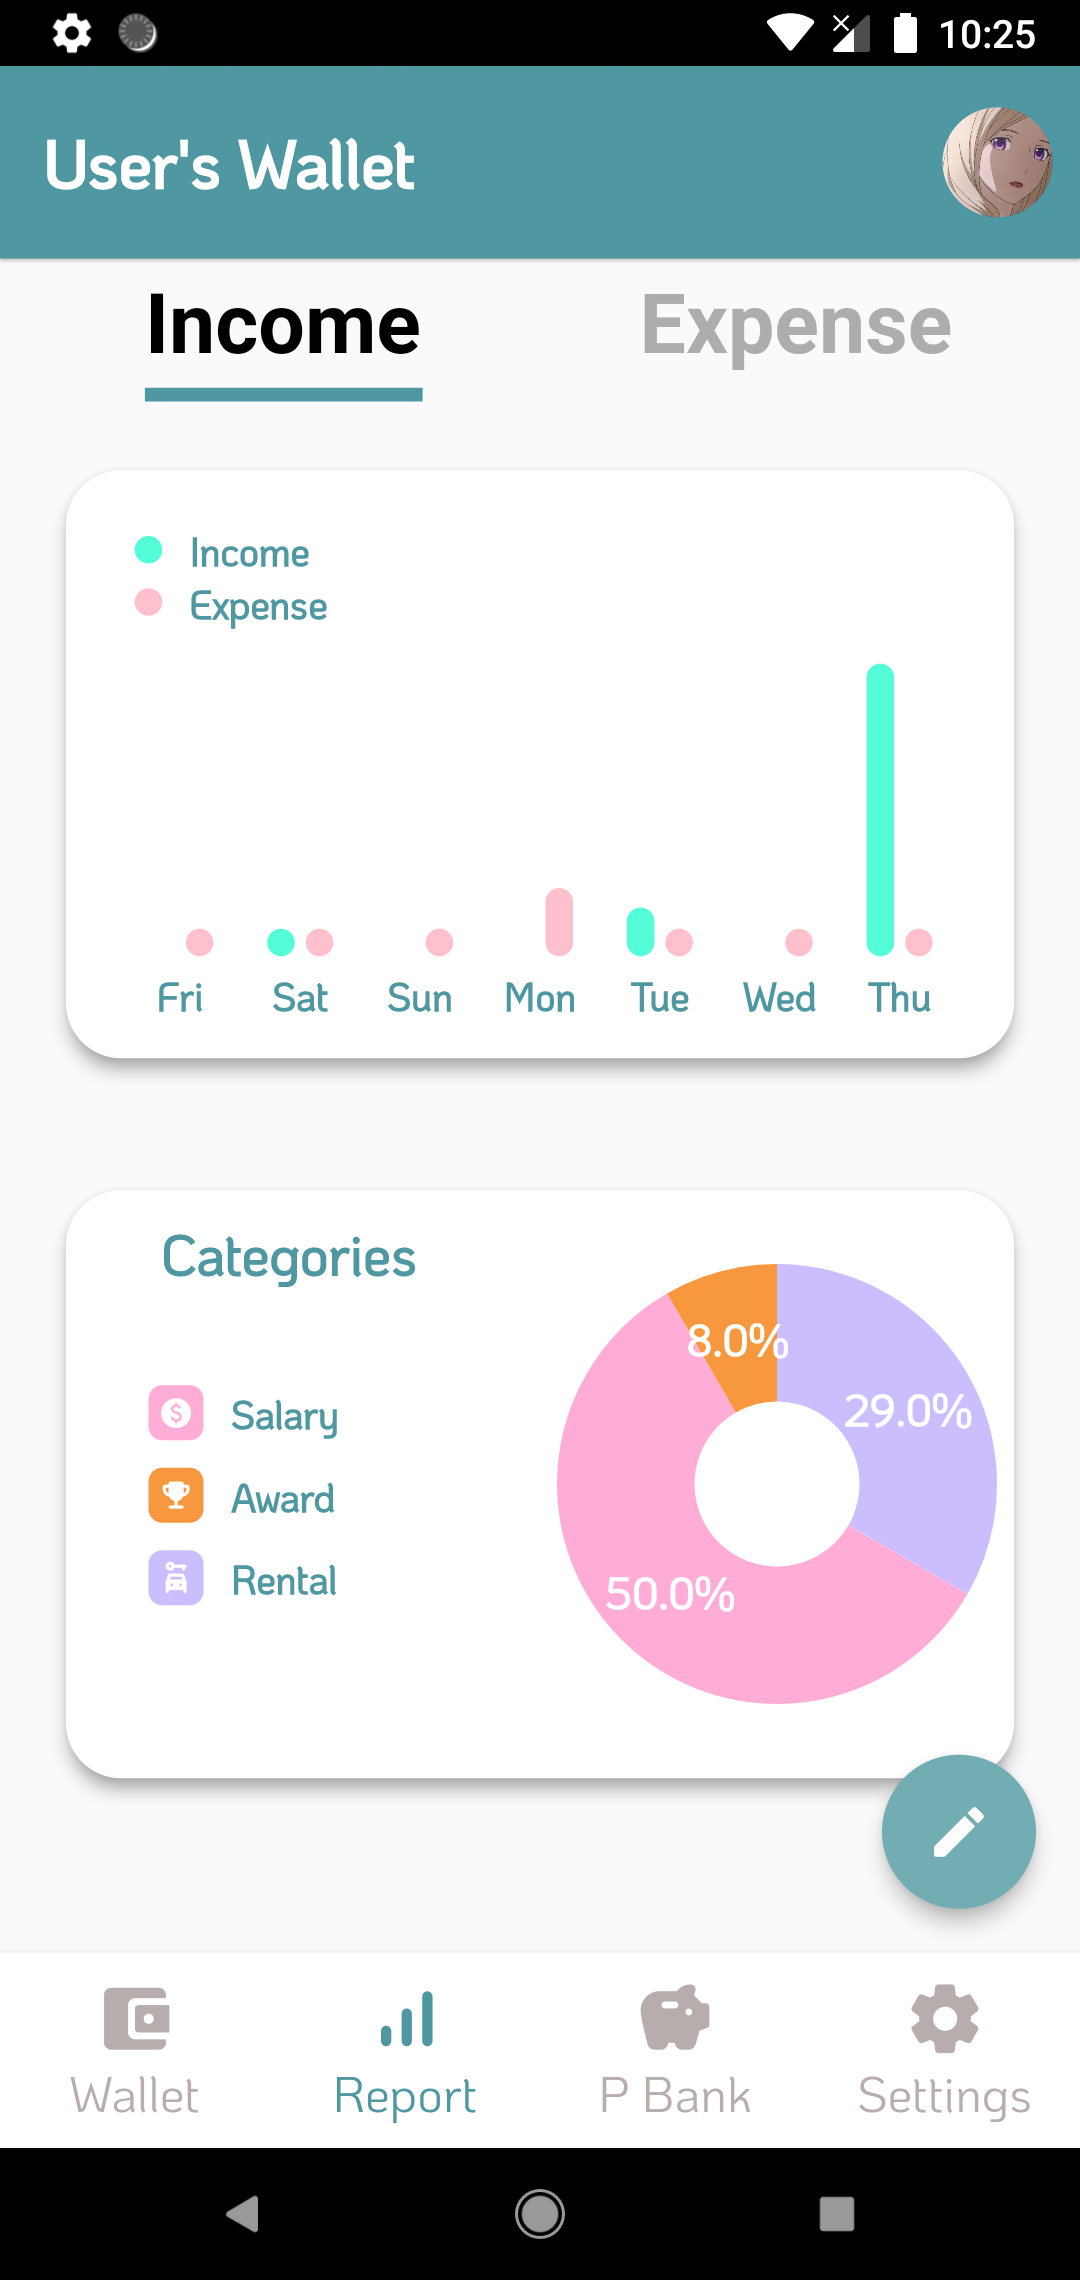 10:25
User's Wallet
Income Expense
Income
Expense
Fri Sat Sun Mon Tue Wed Thu
Categories
8.0%
29.0%
Salary
Award
Rental
50.0%
Wallet Report P Bank Settings